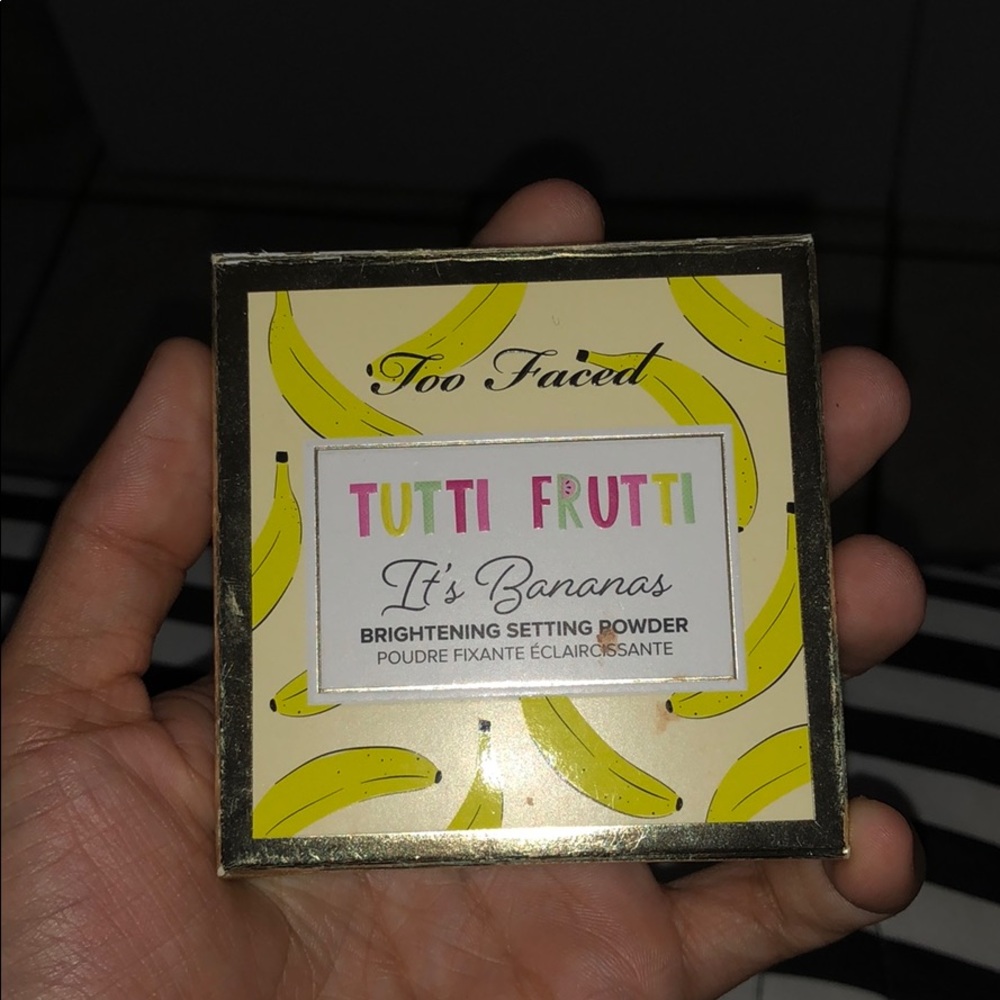 Too Faced
TUTTI FRUTTI
It's Bananas
BRIGHTENING SETTING POWDER
POUDRE FIXANTE ÉCLAIRCISSANTE